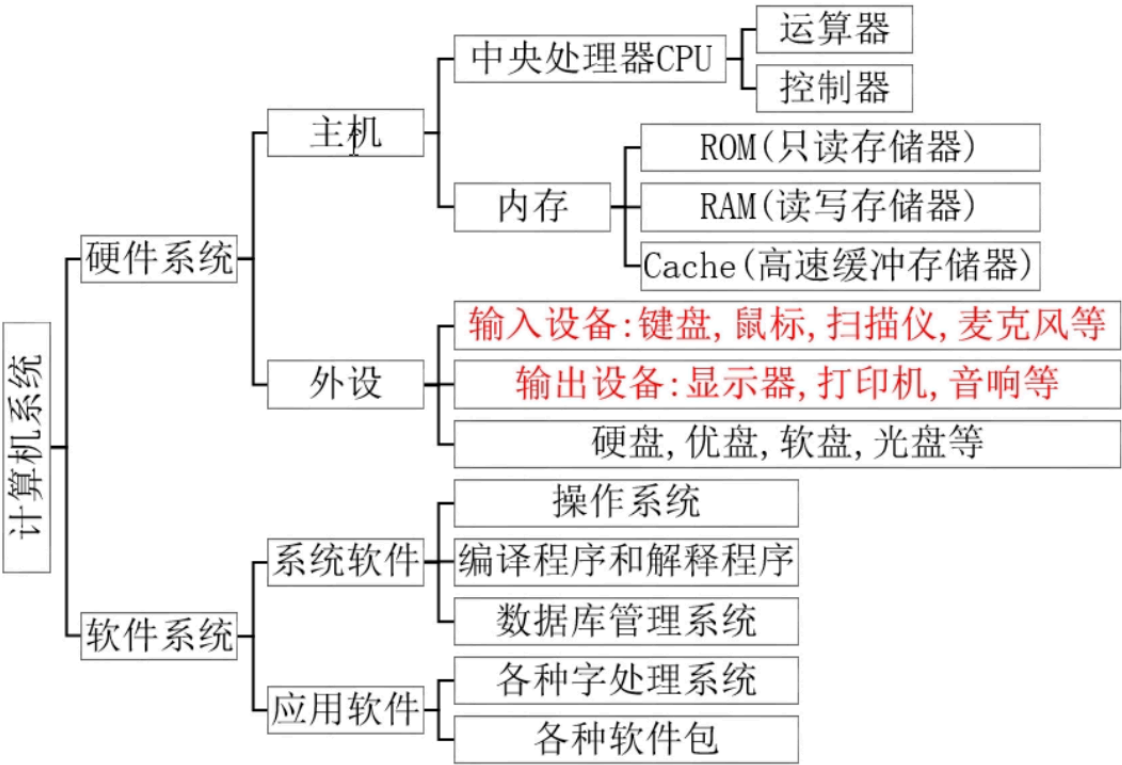 计算机系统
硬件系统
主机
中央处理器CPU
运算器
控制器
内存
ROM(只读存储器)
RAM(读写存储器)
Cache(高速缓冲存储器)
外设
输入设备:键盘,鼠标,扫描仪,麦克风等
输出设备:显示器,打印机,音响等
硬盘,优盘,软盘,光盘等
软件系统
系统软件
操作系统
编译程序和解释程序
数据库管理系统
应用软件
各种字处理系统
各种软件包